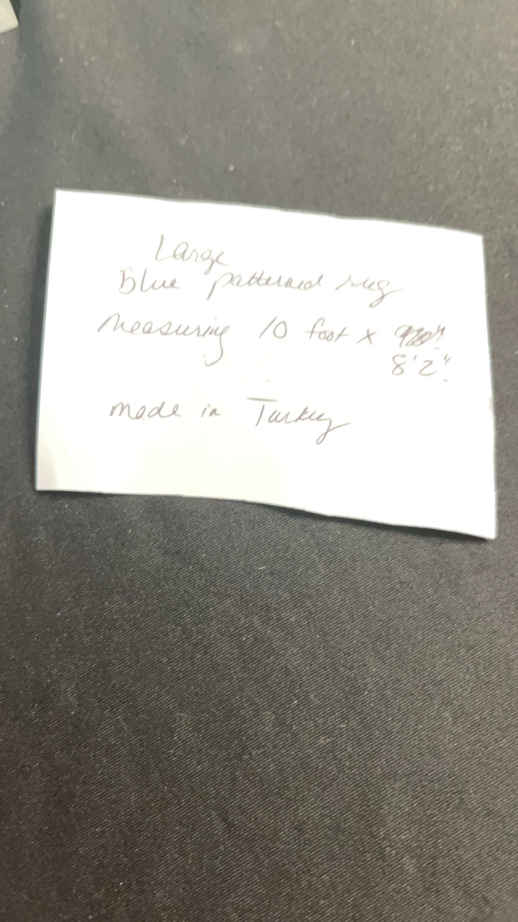 Large
blue patterned rug
measuring 10 foot x
8'2".
made in Turkey